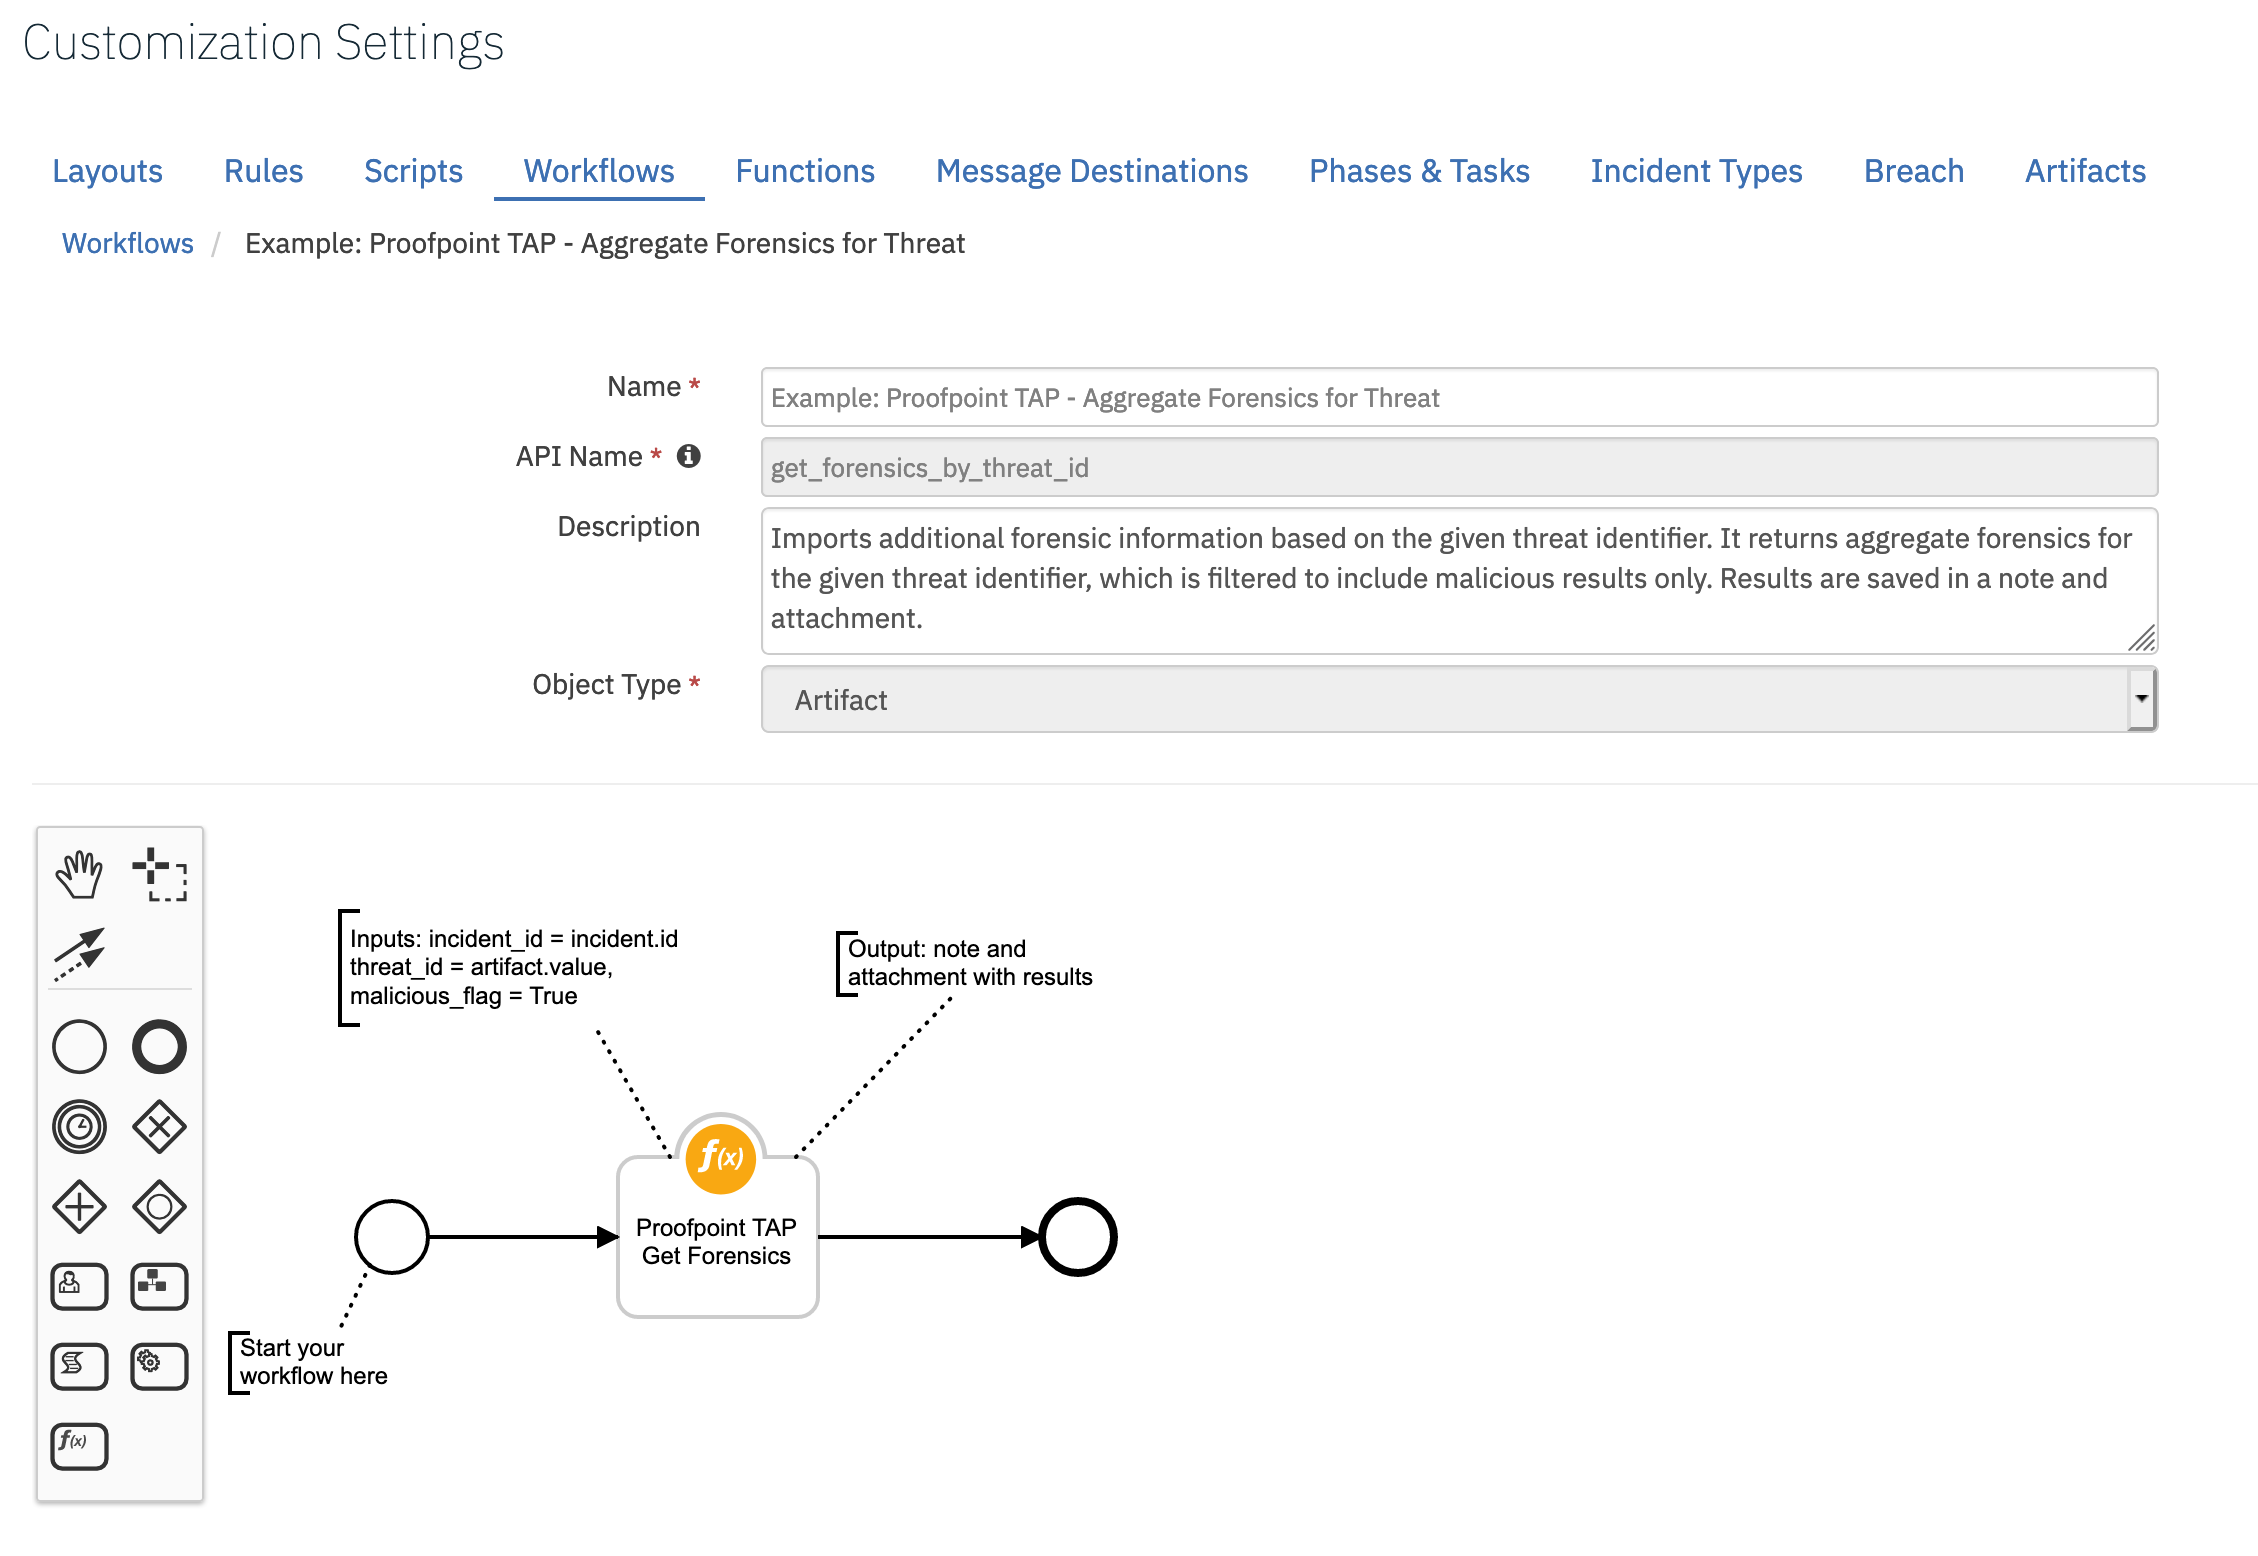 Customization Settings
Layouts Rules Scripts Workflows Functions Message Destinations Phases & Tasks Incident Types Breach Artifacts
Workflows / Example: Proofpoint TAP - Aggregate Forensics for Threat
Name * Example: Proofpoint TAP - Aggregate Forensics for Threat
API Name * get_forensics_by_threat_id
Description
Imports additional forensic information based on the given threat identifier. It returns aggregate forensics for
the given threat identifier, which is filtered to include malicious results only. Results are saved in a note and
attachment.
Object Type * Artifact
Inputs: incident_id = incident.id
threat_id = artifact.value,
malicious_flag = True
Output: note and
attachment with results
f(x)
Proofpoint TAP
Get Forensics
Start your
workflow here
f(x)